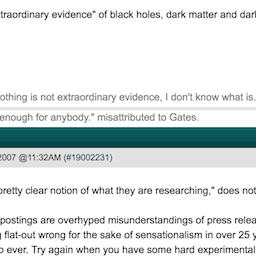 traordinary evidence" of black holes, dark matter and dar
othing is not extraordinary evidence, I don't know what is.
enough for anybody." misattributed to Gates.
2007 @11:32AM (#19002231)
pretty clear notion of what they are researching," does not
postings are overhyped misunderstandings of press relea
g flat-out wrong for the sake of sensationalism in over 25 y
o ever. Try again when you have some hard experimental